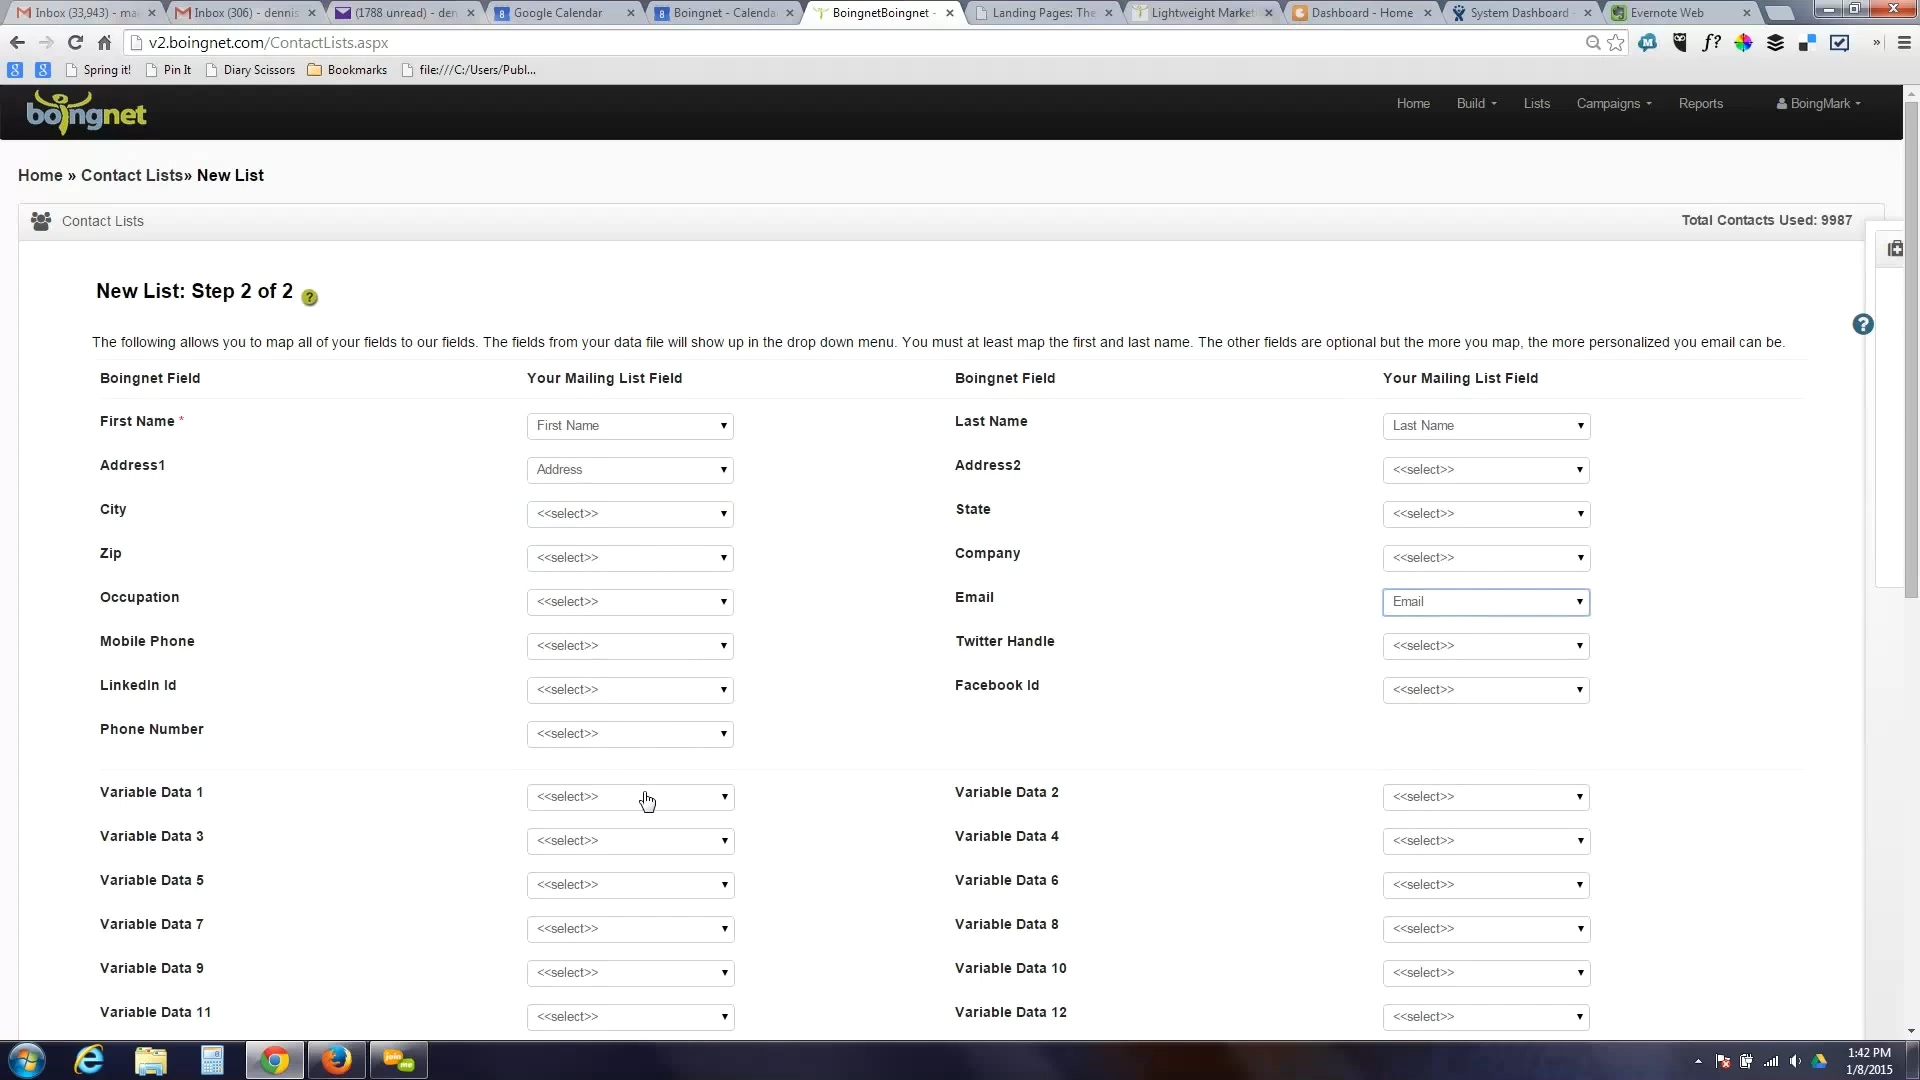 Inbox (33,943) - ma
Inbox (306) - dennis
(1788 unread) - den
Google Calendar
Boingnet - Calenda
BoingnetBoingnet -
Landing Pages: The
Lightweight Market
Dashboard - Home
System Dashboard
Evernote Web
v2.boingnet.com/ContactLists.aspx
Spring it!
Pin It
Diary Scissors
Bookmarks
file:///C:/Users/Publ...
boingnet
Home
Build
Lists
Campaigns
Reports
BoingMark
Home » Contact Lists» New List
Contact Lists
Total Contacts Used: 9987
New List: Step 2 of 2
The following allows you to map all of your fields to our fields. The fields from your data file will show up in the drop down menu. You must at least map the first and last name. The other fields are optional but the more you map, the more personalized you email can be.
Boingnet Field Your Mailing List Field Boingnet Field Your Mailing List Field
First Name * First Name Last Name Last Name
Address1 Address Address2 <<select>>
City <<select>> State <<select>>
Zip <<select>> Company <<select>>
Occupation <<select>> Email Email
Mobile Phone <<select>> Twitter Handle <<select>>
LinkedIn Id <<select>> Facebook Id <<select>>
Phone Number <<select>>
Variable Data 1 <<select>> Variable Data 2 <<select>>
Variable Data 3 <<select>> Variable Data 4 <<select>>
Variable Data 5 <<select>> Variable Data 6 <<select>>
Variable Data 7 <<select>> Variable Data 8 <<select>>
Variable Data 9 <<select>> Variable Data 10 <<select>>
Variable Data 11 <<select>> Variable Data 12 <<select>>
join me
1:42 PM
1/8/2015